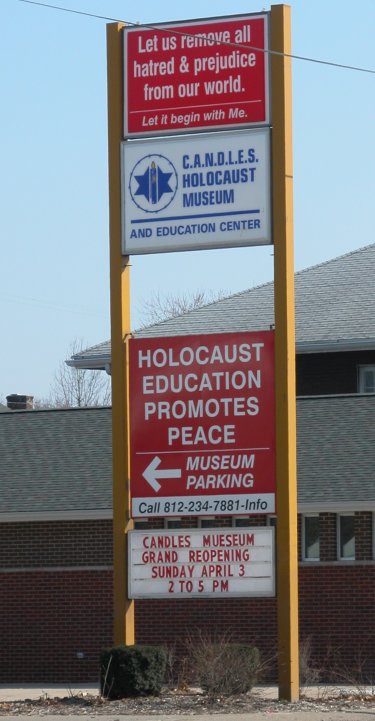 Let us remove all
hatred & prejudice
from our world.
Let it begin with Me.
C.A.N.D.L.E.S.
HOLOCAUST
MUSEUM
AND EDUCATION CENTER
HOLOCAUST
EDUCATION
PROMOTES
PEACE
MUSEUM
PARKING
Call 812-234-7881-Info
CANDLES MUESEUM
GRAND REOPENING
SUNDAY APRIL 3
2 TO 5 PM